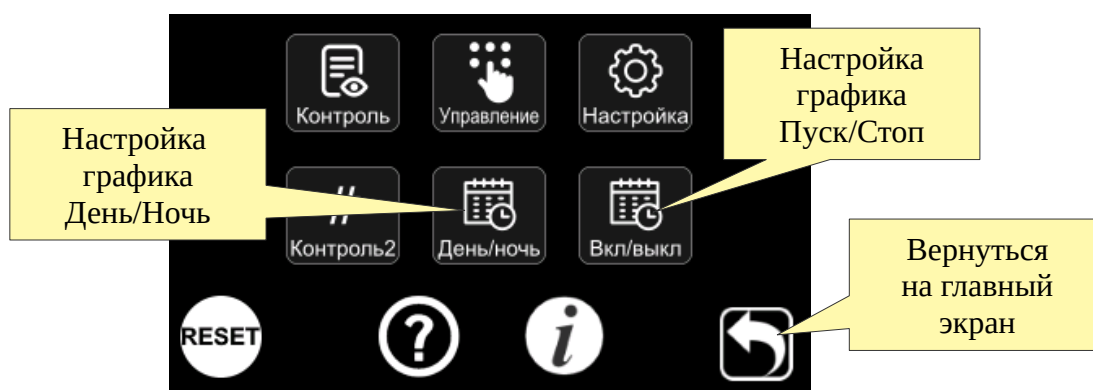 Контроль
Управление
Настройка
Настройка
графика
Пуск/Стоп
Настройка
графика
День/Ночь
//
Контроль2
День/ночь
Вкл/выкл
Вернуться
на главный
экран
RESET
?
i